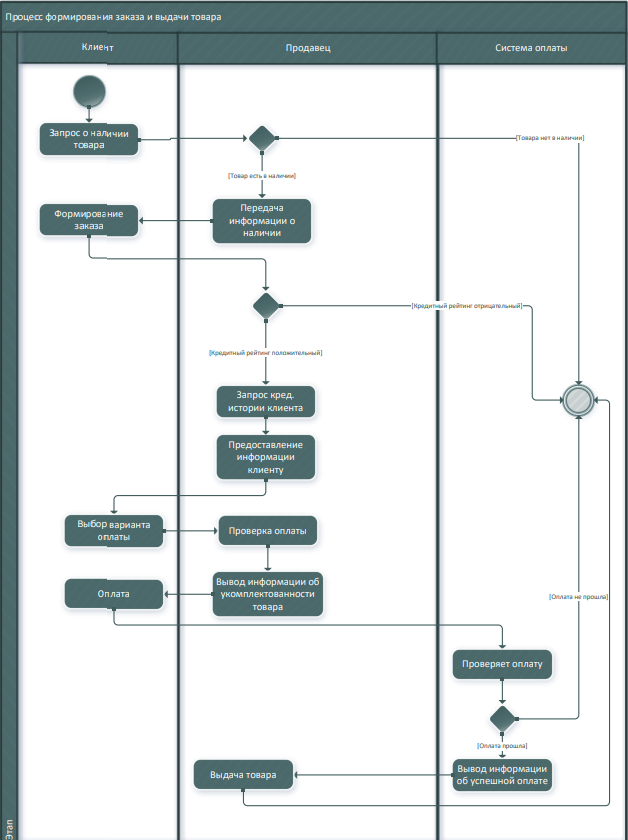 Процесс формирования заказа и выдачи товара
Клиент
Продавец
Система оплаты
Запрос о наличии
товара
[Товара нет в наличии]
[Товар есть в наличии]
Формирование
заказа
Передача
информации о
наличии
[Кредитный рейтинг отрицательный]
[Кредитный рейтинг положительный]
Запрос кред.
истории клиента
Предоставление
информации
клиенту
Выбор варианта
оплаты
Проверка оплаты
Оплата
Вывод информации об
укомплектованности
товара
[Оплата не прошла]
Проверяет оплату
[Оплата прошла]
Выдача товара
Вывод информации
об успешной оплате
Этап